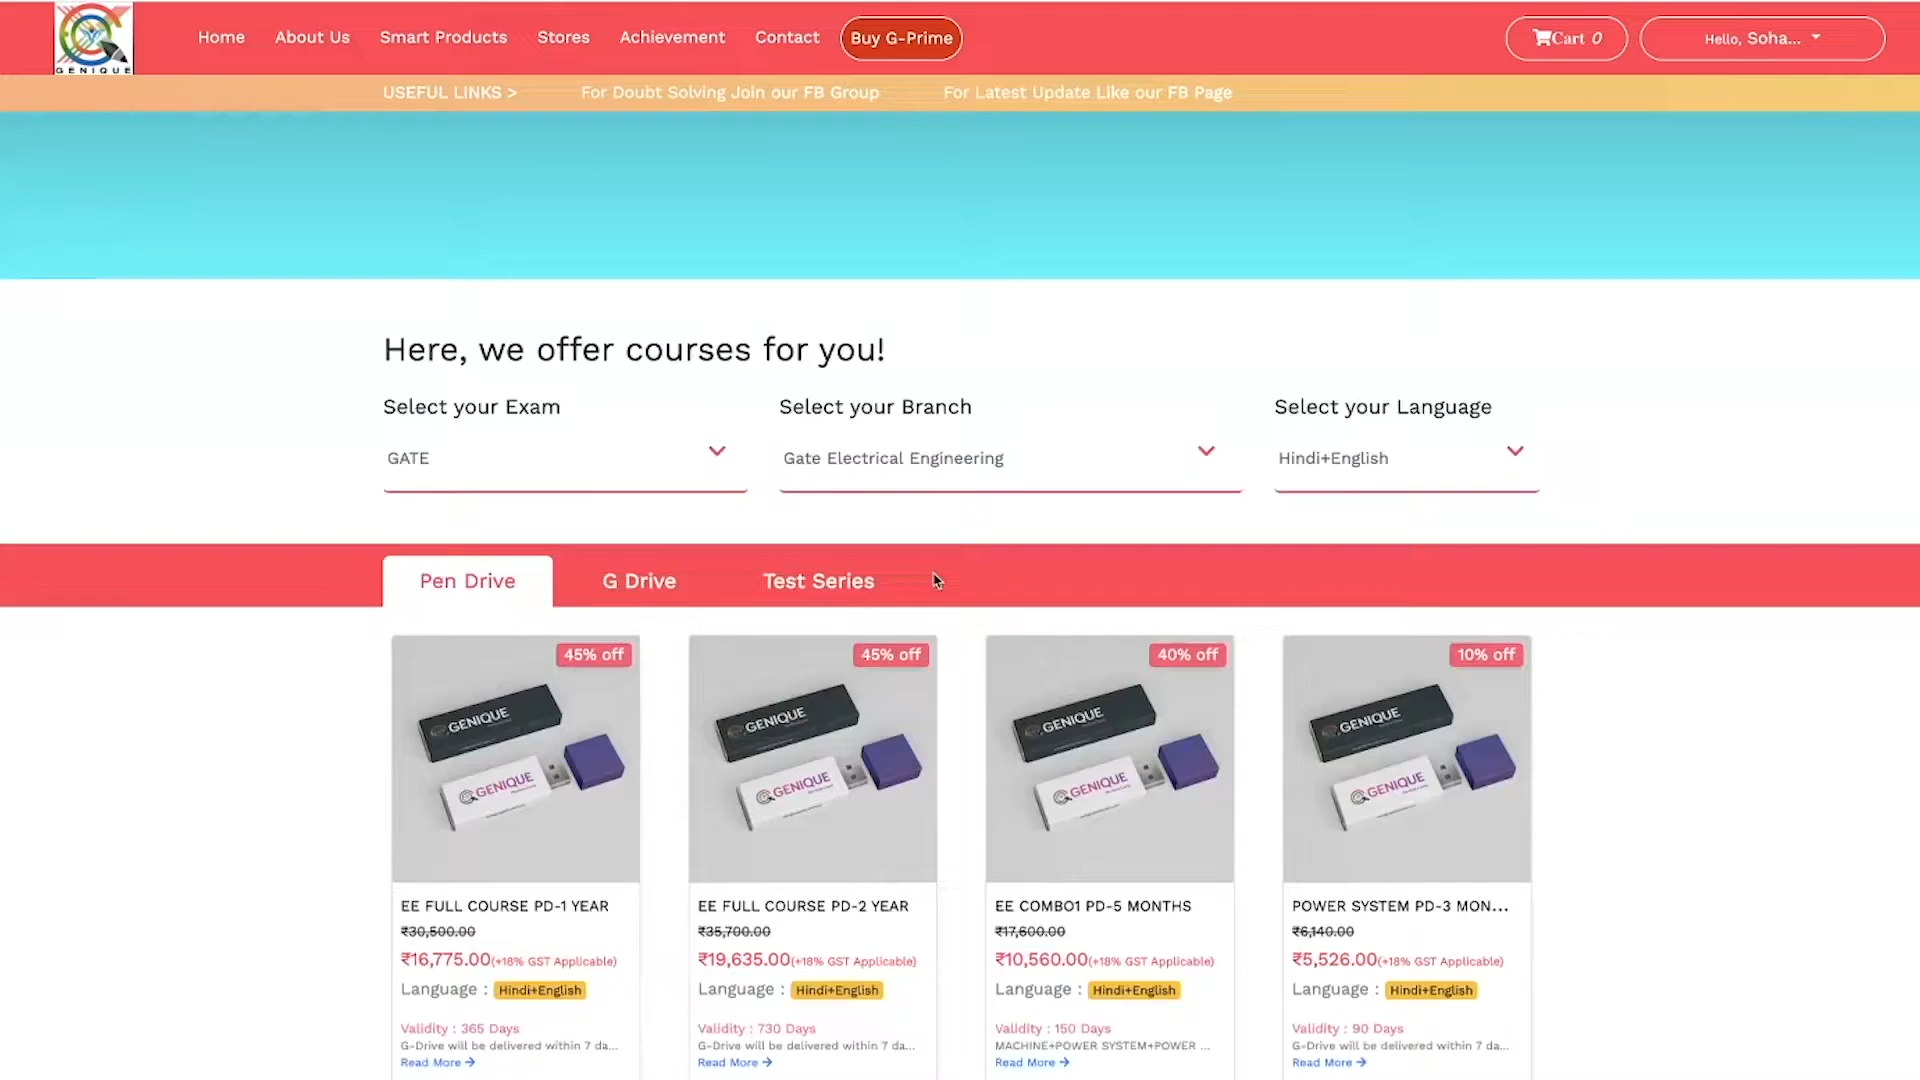 GENIQUE
Home About Us Smart Products Stores Achievement Contact Buy G-Prime Cart 0 Hello, Soha...
USEFUL LINKS > For Doubt Solving Join our FB Group For Latest Update Like our FB Page
Here, we offer courses for you!
Select your Exam Select your Branch Select your Language
GATE Gate Electrical Engineering Hindi+English
Pen Drive G Drive Test Series
45% off 45% off 40% off 10% off
GENIQUE GENIQUE GENIQUE GENIQUE
GENIQUE GENIQUE GENIQUE GENIQUE
EE FULL COURSE PD-1 YEAR EE FULL COURSE PD-2 YEAR EE COMBO1 PD-5 MONTHS POWER SYSTEM PD-3 MON...
₹30,500.00 ₹35,700.00 ₹17,600.00 ₹6,140.00
₹16,775.00(+18% GST Applicable) ₹19,635.00(+18% GST Applicable) ₹10,560.00(+18% GST Applicable) ₹5,526.00(+18% GST Applicable)
Language : Hindi+English Language : Hindi+English Language : Hindi+English Language : Hindi+English
Validity : 365 Days Validity : 730 Days Validity : 150 Days Validity : 90 Days
G-Drive will be delivered within 7 da... G-Drive will be delivered within 7 da... MACHINE+POWER SYSTEM+POWER ... G-Drive will be delivered within 7 da...
Read More → Read More → Read More → Read More →